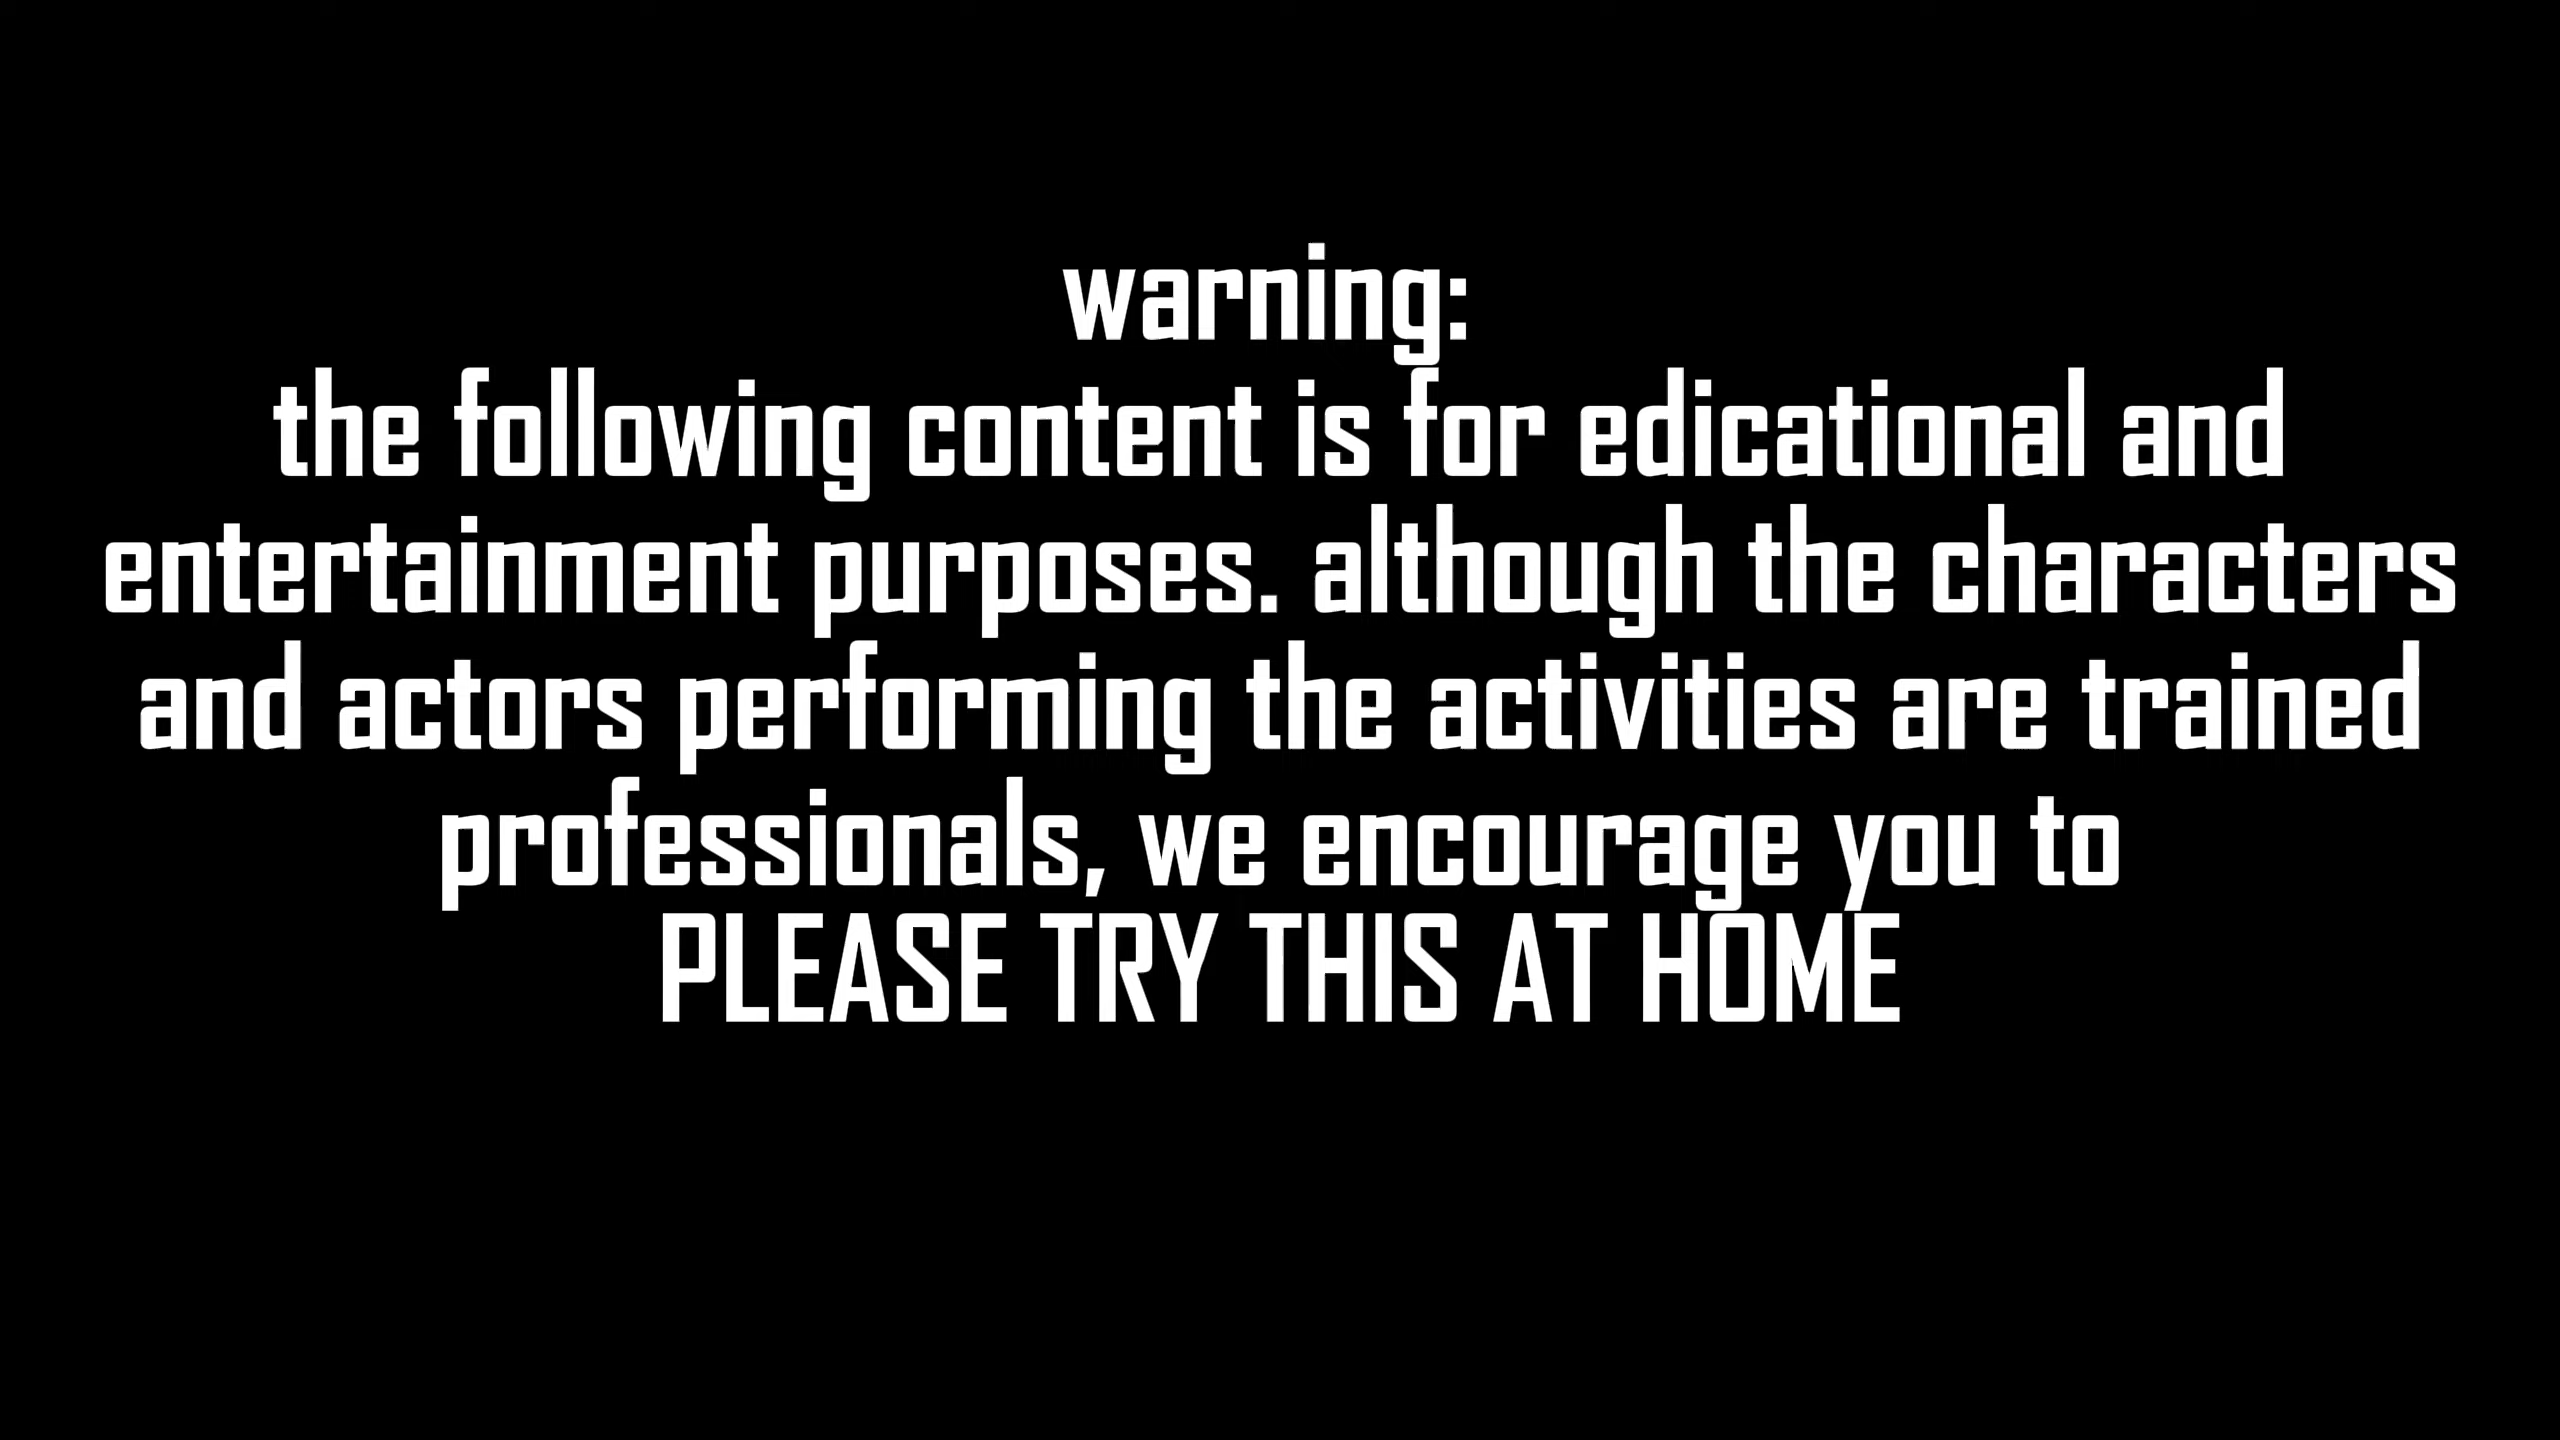 warning:
the following content is for edicational and
entertainment purposes. although the characters
and actors performing the activities are trained
professionals, we encourage you to
PLEASE TRY THIS AT HOME